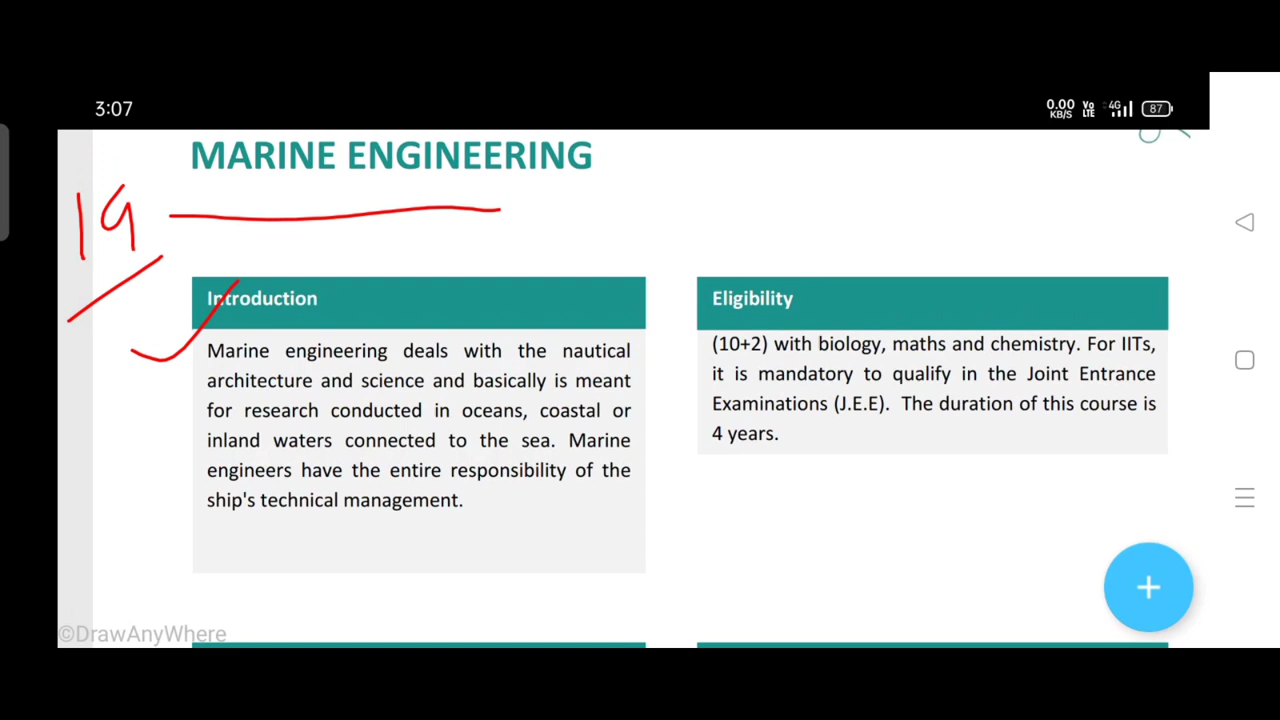 3:07
0.00 KB/S Vo LTE 4G 87
MARINE ENGINEERING
19
Introduction
Marine engineering deals with the nautical
architecture and science and basically is meant
for research conducted in oceans, coastal or
inland waters connected to the sea. Marine
engineers have the entire responsibility of the
ship's technical management.
Eligibility
(10+2) with biology, maths and chemistry. For IITs,
it is mandatory to qualify in the Joint Entrance
Examinations (J.E.E). The duration of this course is
4 years.
©DrawAnyWhere